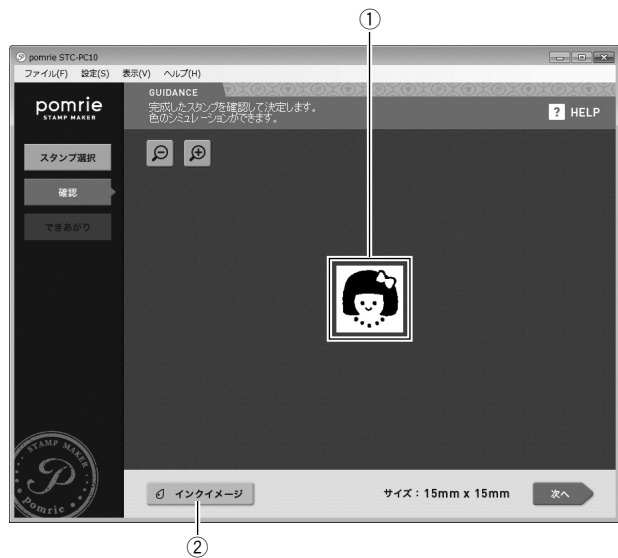 ①
pomrie STC-PC10
ファイル(F) 設定(S) 表示(V) ヘルプ(H)
pomrie
STAMP MAKER
GUIDANCE
完成したスタンプを確認して決定します。
色のシミュレーションができます。
? HELP
スタンプ選択
確認
できあがり
STAMP MAKER
P
Pomrie
インクイメージ
サイズ：15mm x 15mm
次へ
②